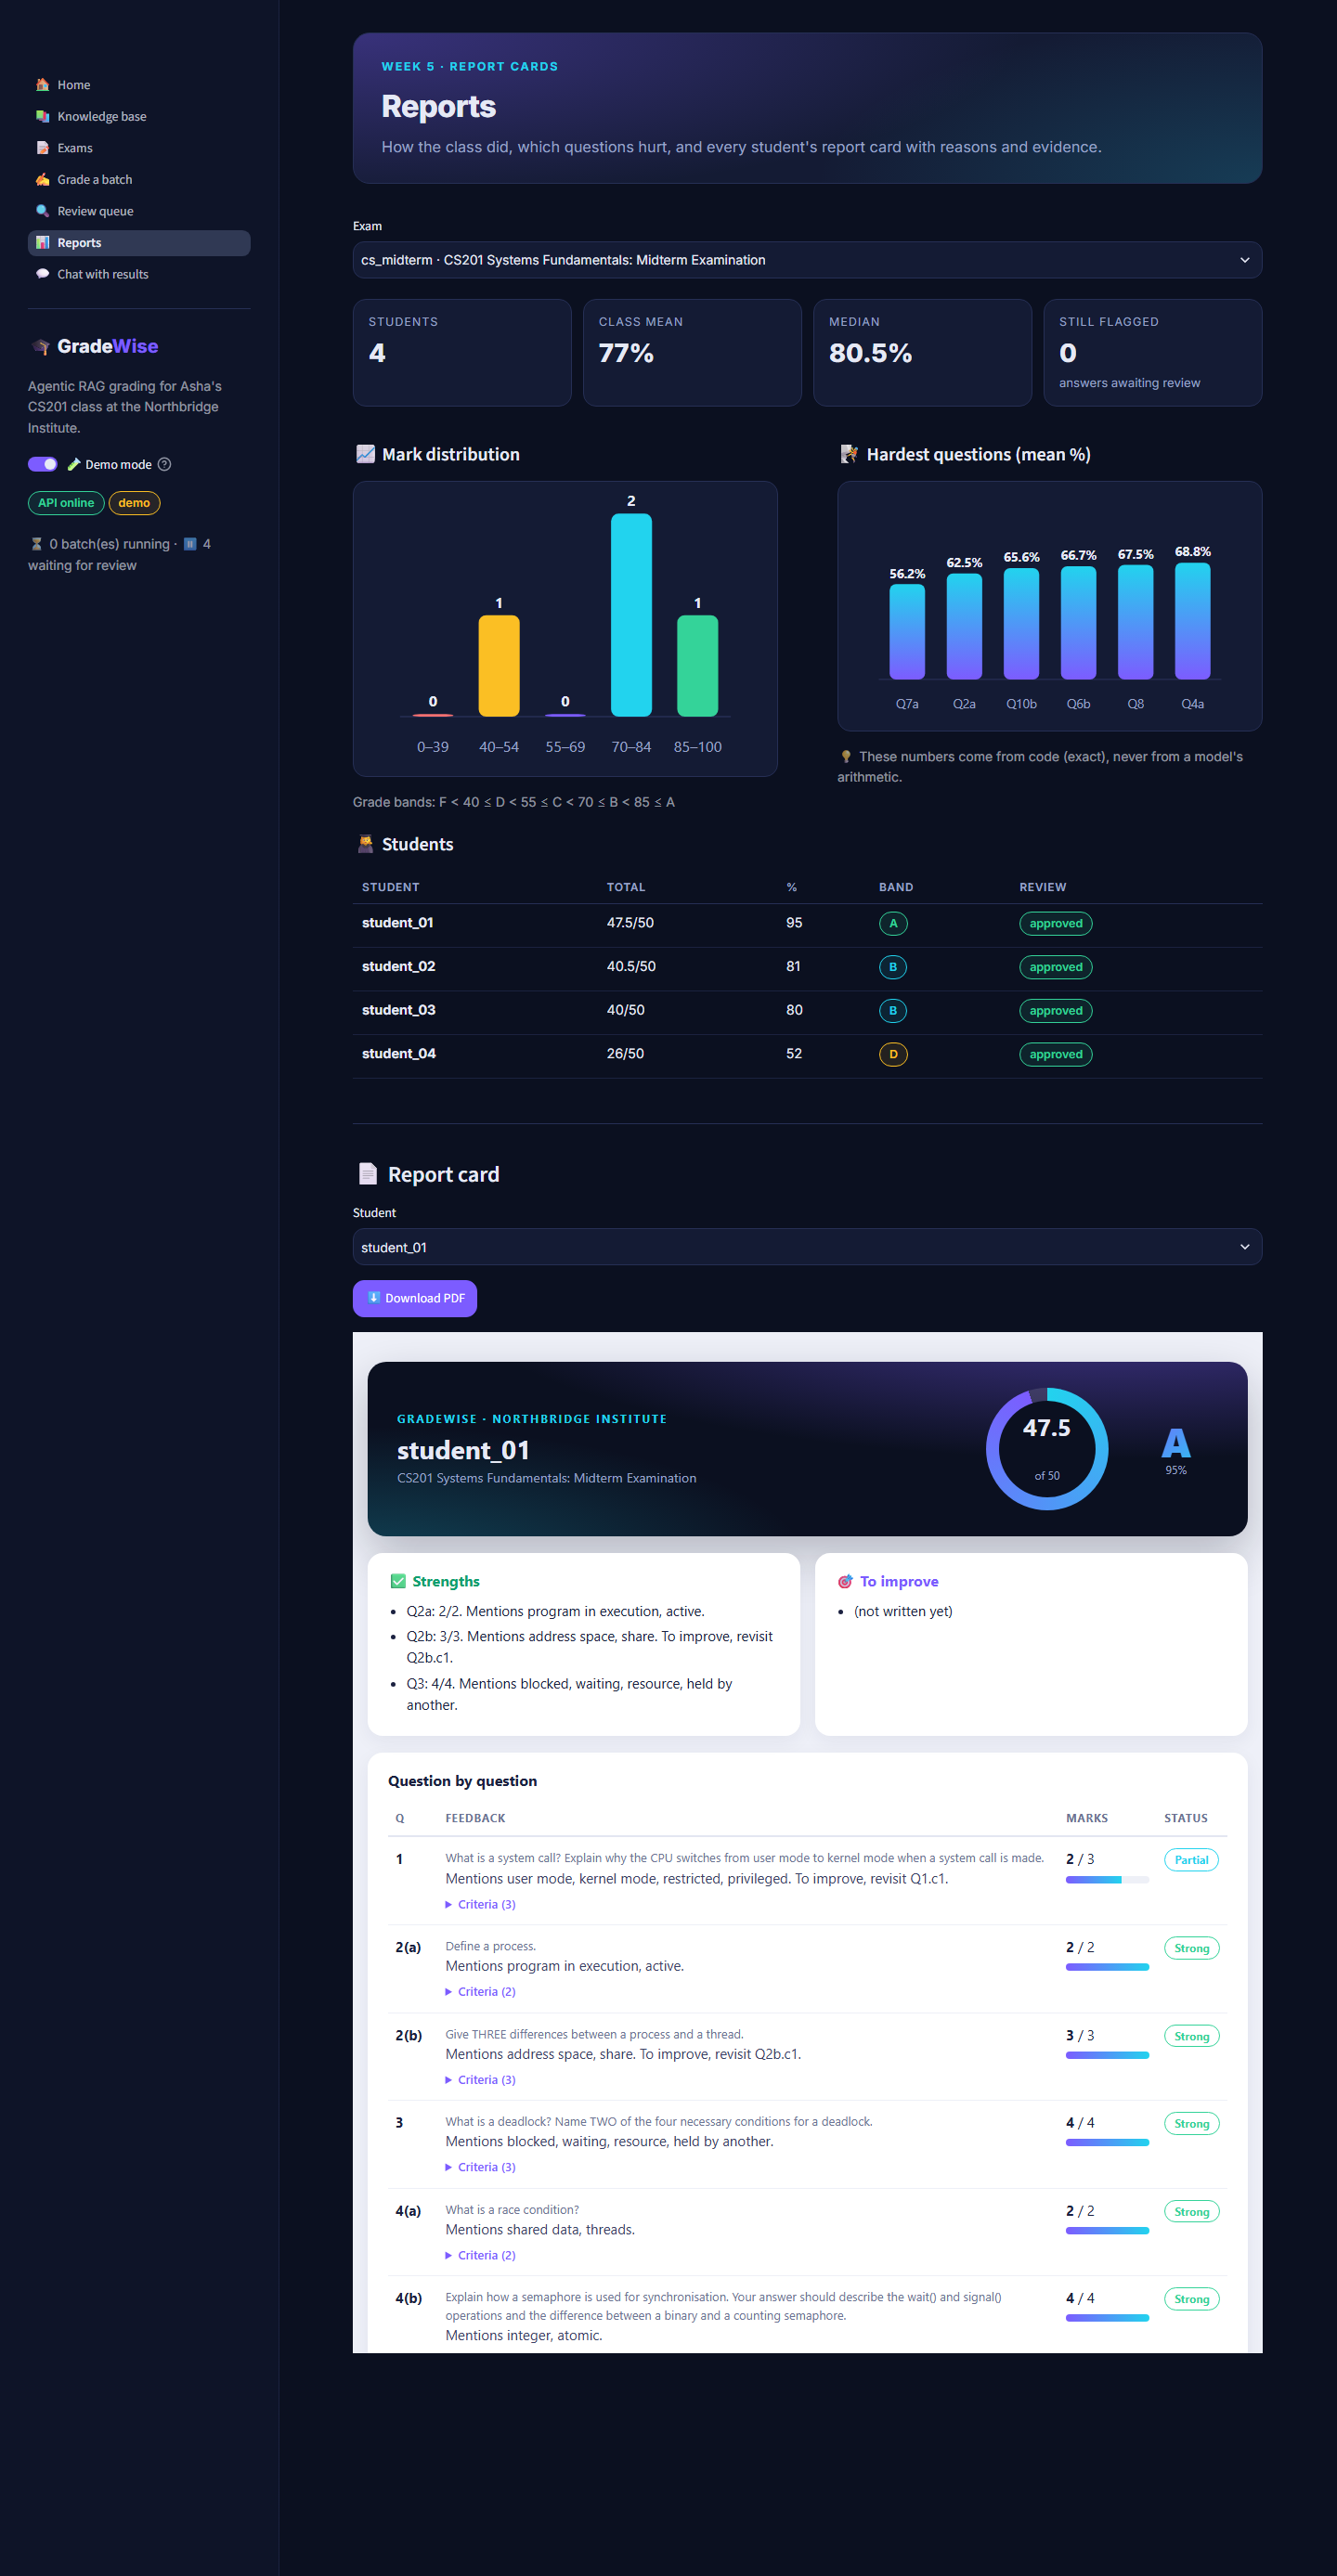 Home
Knowledge base
Exams
Grade a batch
Review queue
Reports
Chat with results
GradeWise
Agentic RAG grading for Asha's
CS201 class at the Northbridge
Institute.
Demo mode ?
API online demo
0 batch(es) running · 4
waiting for review
WEEK 5 · REPORT CARDS
Reports
How the class did, which questions hurt, and every student's report card with reasons and evidence.
Exam
cs_midterm · CS201 Systems Fundamentals: Midterm Examination
STUDENTS
4
CLASS MEAN
77%
MEDIAN
80.5%
STILL FLAGGED
0
answers awaiting review
Mark distribution
0 1 0 2 1
0–39 40–54 55–69 70–84 85–100
Grade bands: F < 40 ≤ D < 55 ≤ C < 70 ≤ B < 85 ≤ A
Hardest questions (mean %)
56.2% 62.5% 65.6% 66.7% 67.5% 68.8%
Q7a Q2a Q10b Q6b Q8 Q4a
These numbers come from code (exact), never from a model's
arithmetic.
Students
STUDENT TOTAL % BAND REVIEW
student_01 47.5/50 95 A approved
student_02 40.5/50 81 B approved
student_03 40/50 80 B approved
student_04 26/50 52 D approved
Report card
Student
student_01
Download PDF
GRADEWISE · NORTHBRIDGE INSTITUTE
student_01
CS201 Systems Fundamentals: Midterm Examination
47.5
of 50
A
95%
Strengths
• Q2a: 2/2. Mentions program in execution, active.
• Q2b: 3/3. Mentions address space, share. To improve, revisit
Q2b.c1.
• Q3: 4/4. Mentions blocked, waiting, resource, held by
another.
To improve
• (not written yet)
Question by question
Q FEEDBACK MARKS STATUS
1 What is a system call? Explain why the CPU switches from user mode to kernel mode when a system call is made. 2 / 3 Partial
Mentions user mode, kernel mode, restricted, privileged. To improve, revisit Q1.c1.
Criteria (3)
2(a) Define a process. 2 / 2 Strong
Mentions program in execution, active.
Criteria (2)
2(b) Give THREE differences between a process and a thread. 3 / 3 Strong
Mentions address space, share. To improve, revisit Q2b.c1.
Criteria (3)
3 What is a deadlock? Name TWO of the four necessary conditions for a deadlock. 4 / 4 Strong
Mentions blocked, waiting, resource, held by another.
Criteria (3)
4(a) What is a race condition? 2 / 2 Strong
Mentions shared data, threads.
Criteria (2)
4(b) Explain how a semaphore is used for synchronisation. Your answer should describe the wait() and signal() 4 / 4 Strong
operations and the difference between a binary and a counting semaphore.
Mentions integer, atomic.